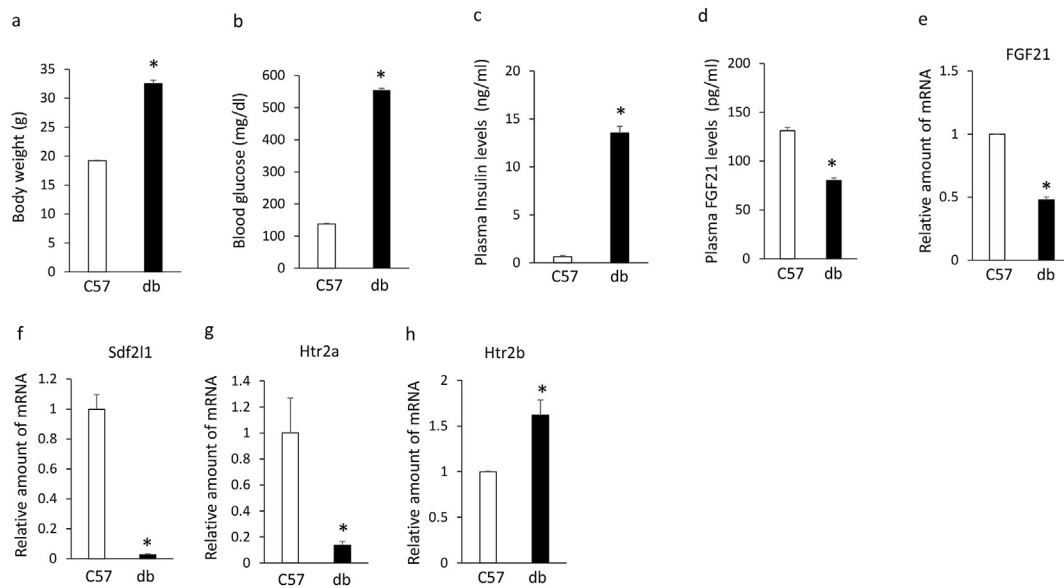 a
Body weight (g)
35
30
25
20
15
10
5
0
*
C57 db
b
Blood glucose (mg/dl)
600
500
400
300
200
100
0
*
C57 db
c
Plasma Insulin levels (ng/ml)
20
15
10
5
0
*
C57 db
d
Plasma FGF21 levels (pg/ml)
200
150
100
50
0
*
C57 db
e
FGF21
Relative amount of mRNA
1.5
1
0.5
0
*
C57 db
f
Sdf2l1
Relative amount of mRNA
1.2
1
0.8
0.6
0.4
0.2
0
*
C57 db
g
Htr2a
Relative amount of mRNA
1.4
1.2
1
0.8
0.6
0.4
0.2
0
*
C57 db
h
Htr2b
Relative amount of mRNA
2
1.5
1
0.5
0
*
C57 db